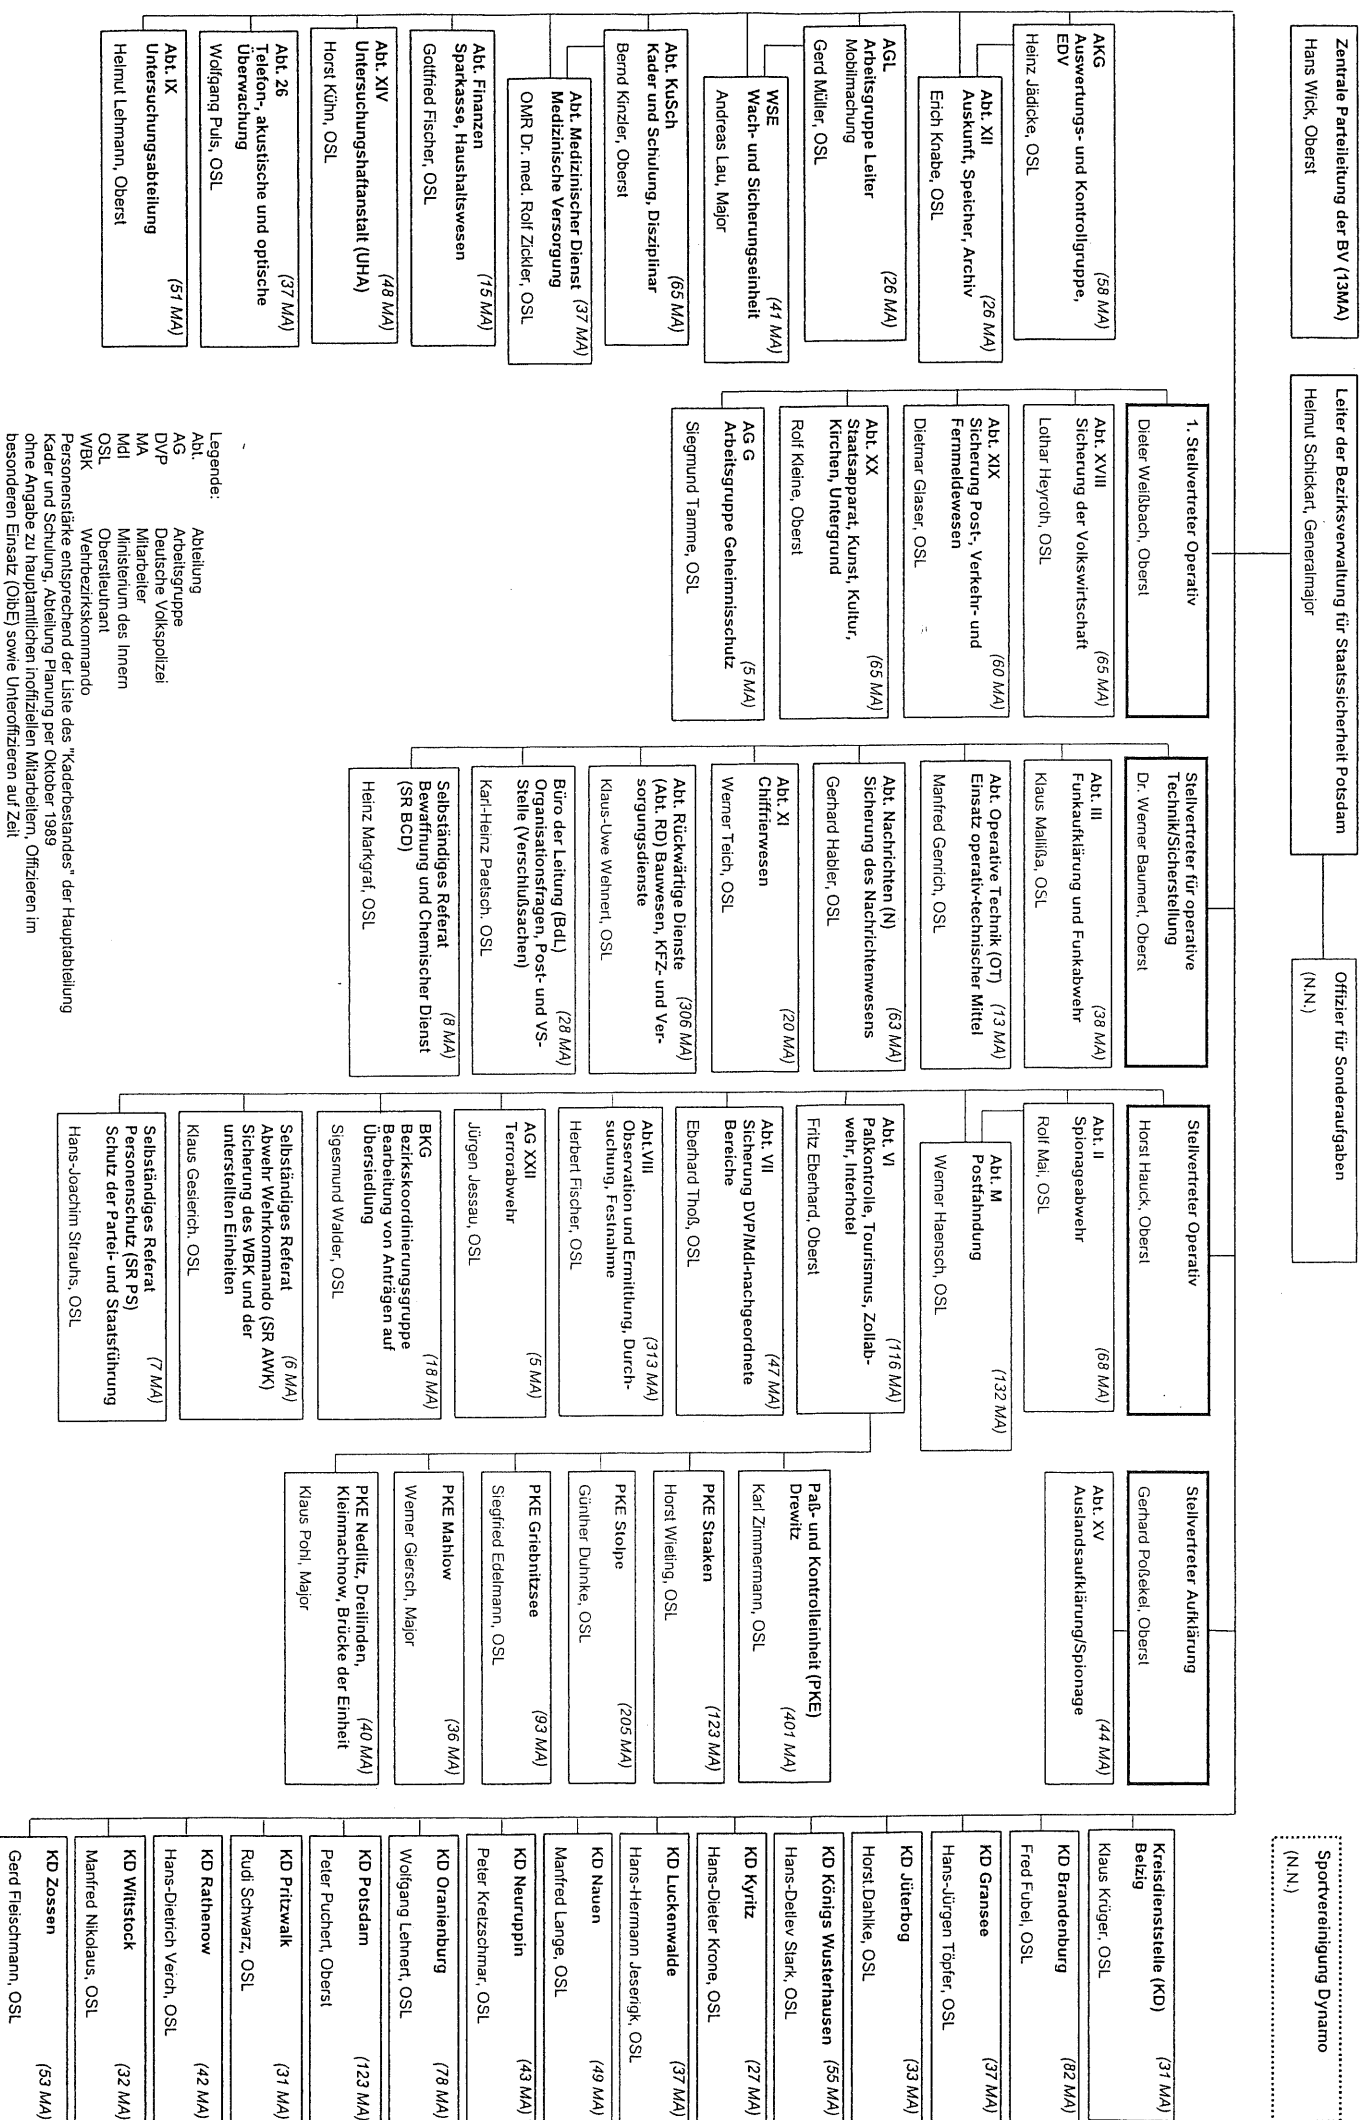 Zentrale Parteileitung der BV (13MA)
Hans Wick, Oberst
Leiter der Bezirksverwaltung für Staatssicherheit Potsdam
Helmut Schickart, Generalmajor
Offizier für Sonderaufgaben
(N.N.)
Sportvereinigung Dynamo
(N.N.)
AKG (58 MA)
Auswertungs- und Kontrollgruppe,
EDV
Heinz Jädicke, OSL
Abt. XII (26 MA)
Auskunft, Speicher, Archiv
Erich Knabe, OSL
AGL (26 MA)
Arbeitsgruppe Leiter
Mobilmachung
Gerd Müller, OSL
WSE (41 MA)
Wach- und Sicherungseinheit
Andreas Lau, Major
Abt. KuSch (65 MA)
Kader und Schulung, Disziplinar
Bernd Kinzler, Oberst
Abt. Medizinischer Dienst (37 MA)
Medizinische Versorgung
OMR Dr. med. Rolf Zickler, OSL
Abt. Finanzen (15 MA)
Sparkasse, Haushaltswesen
Gottfried Fischer, OSL
Abt. XIV (48 MA)
Untersuchungshaftanstalt (UHA)
Horst Kühn, OSL
Abt. 26 (37 MA)
Telefon-, akustische und optische
Überwachung
Wolfgang Puls, OSL
Abt. IX (51 MA)
Untersuchungsabteilung
Helmut Lehmann, Oberst
1. Stellvertreter Operativ
Dieter Weißbach, Oberst
Abt. XVIII (65 MA)
Sicherung der Volkswirtschaft
Lothar Heyroth, OSL
Abt. XIX (60 MA)
Sicherung Post-, Verkehr- und
Fernmeldewesen
Dietmar Glaser, OSL
Abt. XX (65 MA)
Staatsapparat, Kunst, Kultur,
Kirchen, Untergrund
Rolf Kleine, Oberst
AG G (5 MA)
Arbeitsgruppe Geheimnisschutz
Siegmund Tamme, OSL
Stellvertreter für operative
Technik/Sicherstellung
Dr. Werner Baumert, Oberst
Abt. III (38 MA)
Funkaufklärung und Funkabwehr
Klaus Mallißa, OSL
Abt. Operative Technik (OT) (13 MA)
Einsatz operativ-technischer Mittel
Manfred Genrich, OSL
Abt. Nachrichten (N) (63 MA)
Sicherung des Nachrichtenwesens
Gerhard Habler, OSL
Abt. XI (20 MA)
Chiffrierwesen
Werner Teich, OSL
Abt. Rückwärtige Dienste (306 MA)
(Abt. RD) Bauwesen, KFZ- und Ver-
sorgungsdienste
Klaus-Uwe Wehnert, OSL
Büro der Leitung (BdL) (28 MA)
Organisationsfragen, Post- und VS-
Stelle (Verschlußsachen)
Karl-Heinz Paetsch. OSL
Selbständiges Referat (8 MA)
Bewaffnung und Chemischer Dienst
(SR BCD)
Heinz Markgraf, OSL
Stellvertreter Operativ
Horst Hauck, Oberst
Abt. II (68 MA)
Spionageabwehr
Rolf Mai, OSL
Abt. M (132 MA)
Postfahndung
Werner Haensch, OSL
Abt. VI (116 MA)
Paßkontrolle, Tourismus, Zollab-
wehr, Interhotel
Fritz Eberhard, Oberst
Abt. VII (47 MA)
Sicherung DVP/MdI-nachgeordnete
Bereiche
Eberhard Thoß, OSL
Abt.VIII (313 MA)
Observation und Ermittlung, Durch-
suchung, Festnahme
Herbert Fischer, OSL
AG XXII (5 MA)
Terrorabwehr
Jürgen Jessau, OSL
BKG (18 MA)
Bezirkskoordinierungsgruppe
Bearbeitung von Anträgen auf
Übersiedlung
Sigesmund Walder, OSL
Selbständiges Referat (6 MA)
Abwehr Wehrkommando (SR AWK)
Sicherung des WBK und der
unterstellten Einheiten
Klaus Gesierich. OSL
Selbständiges Referat (7 MA)
Personenschutz (SR PS)
Schutz der Partei- und Staatsführung
Hans-Joachim Strauhs, OSL
Stellvertreter Aufklärung
Gerhard Poßekel, Oberst
Abt. XV (44 MA)
Auslandsaufklärung/Spionage
Paß- und Kontrolleinheit (PKE)
Drewitz (401 MA)
Karl Zimmermann, OSL
PKE Staaken (123 MA)
Horst Wieting, OSL
PKE Stolpe (205 MA)
Günther Duhnke, OSL
PKE Griebnitzsee (93 MA)
Siegfried Edelmann, OSL
PKE Mahlow (36 MA)
Werner Giersch, Major
PKE Nedlitz, Dreilinden, (40 MA)
Kleinmachnow, Brücke der Einheit
Klaus Pohl, Major
Kreisdienststelle (KD) (31 MA)
Belzig
Klaus Krüger, OSL
KD Brandenburg (82 MA)
Fred Fubel, OSL
KD Gransee (37 MA)
Hans-Jürgen Töpfer, OSL
KD Jüterbog (33 MA)
Horst Dahlke, OSL
KD Königs Wusterhausen (55 MA)
Hans-Detlev Stark, OSL
KD Kyritz (27 MA)
Hans-Dieter Krone, OSL
KD Luckenwalde (37 MA)
Hans-Hermann Jeserigk, OSL
KD Nauen (49 MA)
Manfred Lange, OSL
KD Neuruppin (43 MA)
Peter Kretzschmar, OSL
KD Oranienburg (78 MA)
Wolfgang Lehnert, OSL
KD Potsdam (123 MA)
Peter Puchert, Oberst
KD Pritzwalk (31 MA)
Rudi Schwarz, OSL
KD Rathenow (42 MA)
Hans-Dietrich Verch, OSL
KD Wittstock (32 MA)
Manfred Nikolaus, OSL
KD Zossen (53 MA)
Gerd Fleischmann, OSL
Legende:
Abt. Abteilung
AG Arbeitsgruppe
DVP Deutsche Volkspolizei
MA Mitarbeiter
MdI Ministerium des Innern
OSL Oberstleutnant
WBK Wehrbezirkskommando
Personenstärke entsprechend der Liste des "Kaderbestandes" der Hauptabteilung
Kader und Schulung, Abteilung Planung per Oktober 1989
ohne Angabe zu hauptamtlichen inoffiziellen Mitarbeitern, Offizieren im
besonderen Einsatz (OibE) sowie Unteroffizieren auf Zeit